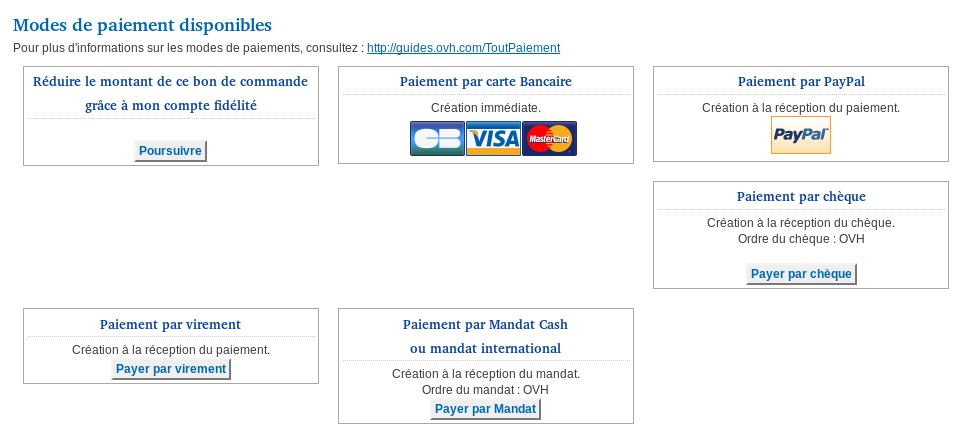 Modes de paiement disponibles
Pour plus d'informations sur les modes de paiements, consultez : http://guides.ovh.com/ToutPaiement
Réduire le montant de ce bon de commande
grâce à mon compte fidélité
Poursuivre
Paiement par carte Bancaire
Création immédiate.
CB VISA MasterCard
Paiement par PayPal
Création à la réception du paiement.
PayPal
Paiement par chèque
Création à la réception du chèque.
Ordre du chèque : OVH
Payer par chèque
Paiement par virement
Création à la réception du paiement.
Payer par virement
Paiement par Mandat Cash
ou mandat international
Création à la réception du mandat.
Ordre du mandat : OVH
Payer par Mandat